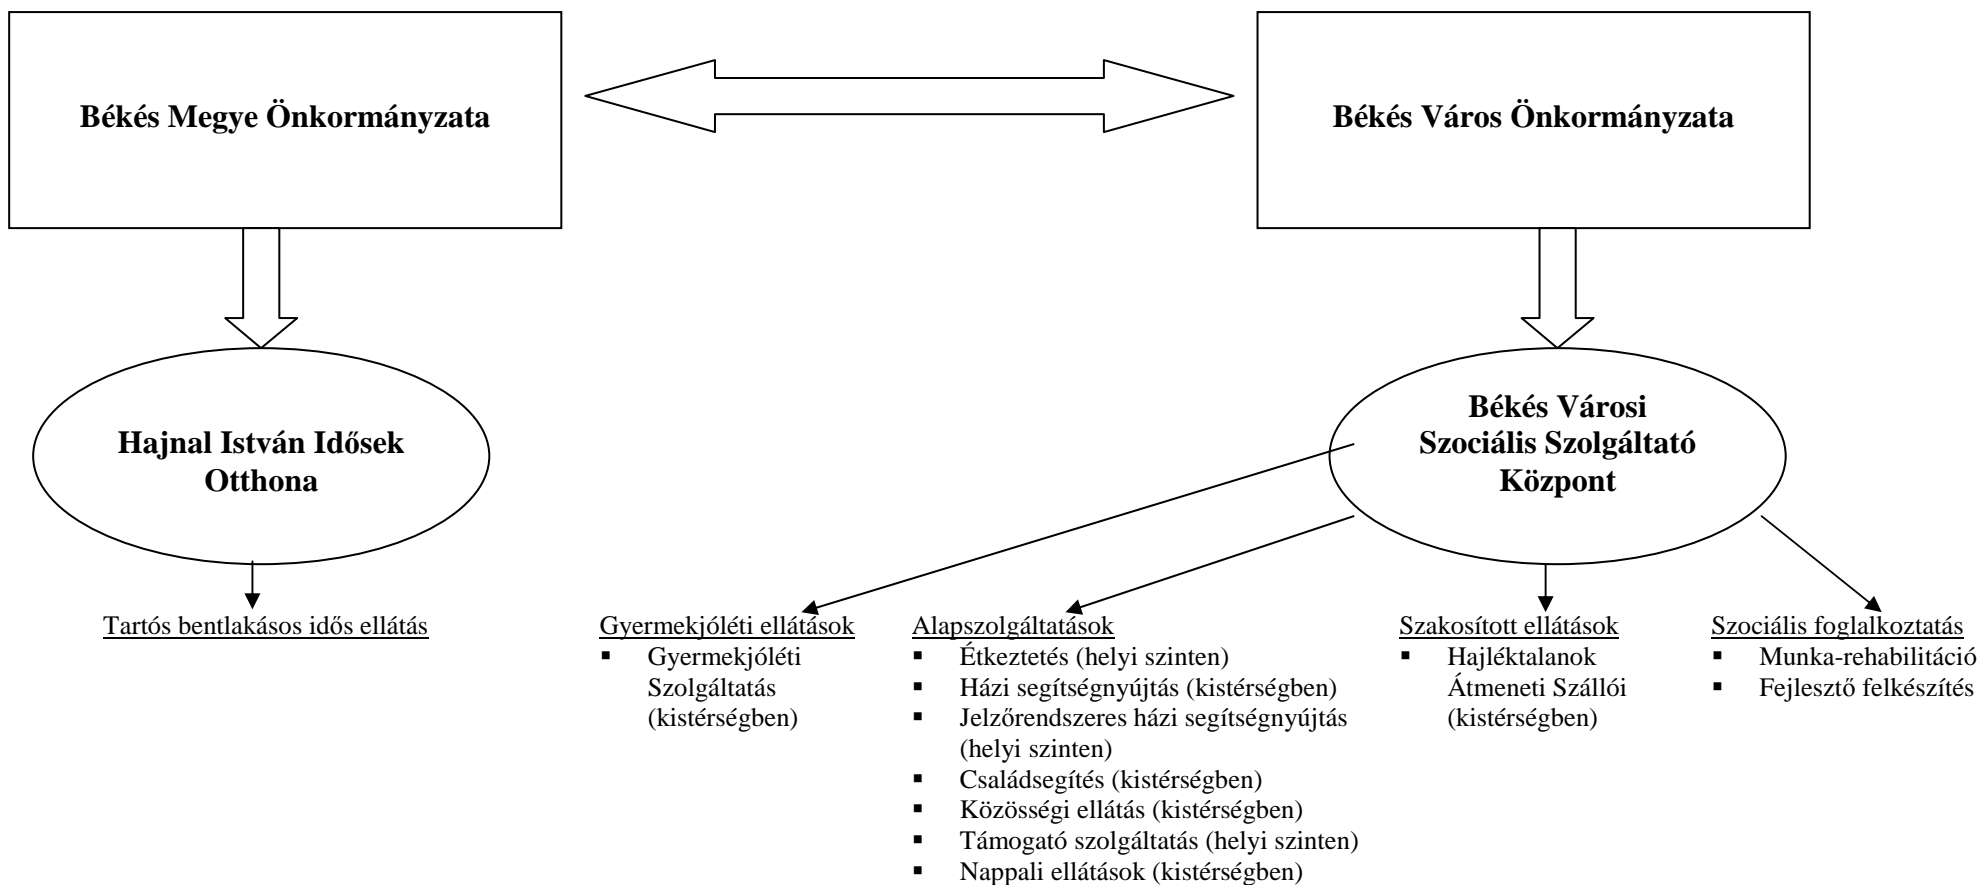 Békés Megye Önkormányzata
Békés Város Önkormányzata
Hajnal István Idősek
Otthona
Békés Városi
Szociális Szolgáltató
Központ
Tartós bentlakásos idős ellátás
Gyermekjóléti ellátások
▪ Gyermekjóléti
Szolgáltatás
(kistérségben)
Alapszolgáltatások
▪ Étkeztetés (helyi szinten)
▪ Házi segítségnyújtás (kistérségben)
▪ Jelzőrendszeres házi segítségnyújtás
(helyi szinten)
▪ Családsegítés (kistérségben)
▪ Közösségi ellátás (kistérségben)
▪ Támogató szolgáltatás (helyi szinten)
▪ Nappali ellátások (kistérségben)
Szakosított ellátások
▪ Hajléktalanok
Átmeneti Szállói
(kistérségben)
Szociális foglalkoztatás
▪ Munka-rehabilitáció
▪ Fejlesztő felkészítés